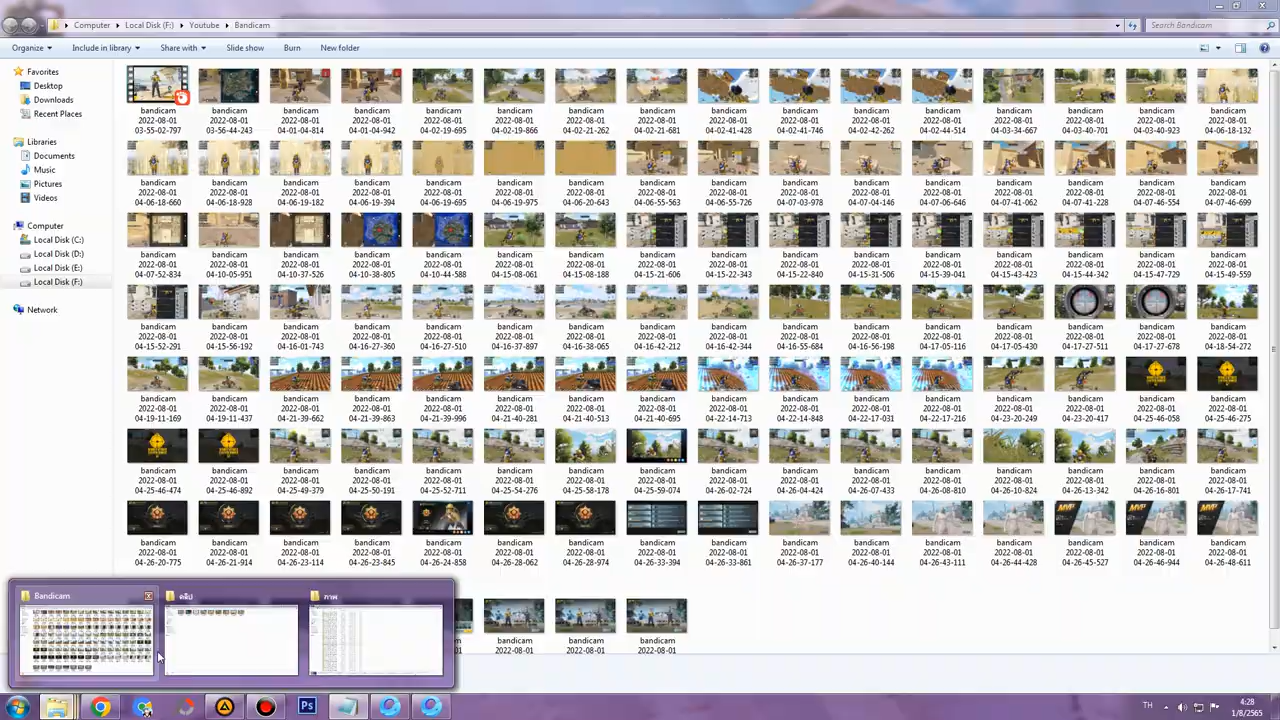 Computer ▸ Local Disk (F:) ▸ Youtube ▸ Bandicam
Search Bandicam
Organize Include in library Share with Slide show Burn New folder
Favorites
Desktop
Downloads
Recent Places
Libraries
Documents
Music
Pictures
Videos
Computer
Local Disk (C:)
Local Disk (D:)
Local Disk (E:)
Local Disk (F:)
Network
bandicam bandicam bandicam bandicam bandicam bandicam bandicam bandicam bandicam bandicam bandicam bandicam bandicam bandicam bandicam bandicam
2022-08-01 2022-08-01 2022-08-01 2022-08-01 2022-08-01 2022-08-01 2022-08-01 2022-08-01 2022-08-01 2022-08-01 2022-08-01 2022-08-01 2022-08-01 2022-08-01 2022-08-01 2022-08-01
03-55-02-797 03-56-44-243 04-01-04-814 04-01-04-942 04-02-19-695 04-02-19-866 04-02-21-262 04-02-21-681 04-02-41-428 04-02-41-746 04-02-42-262 04-02-44-514 04-03-34-667 04-03-40-701 04-03-40-923 04-06-18-132
bandicam bandicam bandicam bandicam bandicam bandicam bandicam bandicam bandicam bandicam bandicam bandicam bandicam bandicam bandicam bandicam
2022-08-01 2022-08-01 2022-08-01 2022-08-01 2022-08-01 2022-08-01 2022-08-01 2022-08-01 2022-08-01 2022-08-01 2022-08-01 2022-08-01 2022-08-01 2022-08-01 2022-08-01 2022-08-01
04-06-18-660 04-06-18-928 04-06-19-182 04-06-19-394 04-06-19-695 04-06-19-975 04-06-20-643 04-06-55-563 04-06-55-726 04-07-03-978 04-07-04-146 04-07-06-646 04-07-41-062 04-07-41-228 04-07-46-554 04-07-46-699
bandicam bandicam bandicam bandicam bandicam bandicam bandicam bandicam bandicam bandicam bandicam bandicam bandicam bandicam bandicam bandicam
2022-08-01 2022-08-01 2022-08-01 2022-08-01 2022-08-01 2022-08-01 2022-08-01 2022-08-01 2022-08-01 2022-08-01 2022-08-01 2022-08-01 2022-08-01 2022-08-01 2022-08-01 2022-08-01
04-07-52-834 04-10-05-951 04-10-37-526 04-10-38-805 04-10-44-588 04-15-08-061 04-15-08-188 04-15-21-606 04-15-22-343 04-15-22-840 04-15-31-506 04-15-39-041 04-15-43-423 04-15-44-342 04-15-47-729 04-15-49-559
bandicam bandicam bandicam bandicam bandicam bandicam bandicam bandicam bandicam bandicam bandicam bandicam bandicam bandicam bandicam bandicam
2022-08-01 2022-08-01 2022-08-01 2022-08-01 2022-08-01 2022-08-01 2022-08-01 2022-08-01 2022-08-01 2022-08-01 2022-08-01 2022-08-01 2022-08-01 2022-08-01 2022-08-01 2022-08-01
04-15-52-291 04-15-56-192 04-16-01-743 04-16-27-360 04-16-27-510 04-16-37-897 04-16-38-065 04-16-42-212 04-16-42-344 04-16-55-684 04-16-56-198 04-17-05-116 04-17-05-430 04-17-27-511 04-17-27-678 04-18-54-272
bandicam bandicam bandicam bandicam bandicam bandicam bandicam bandicam bandicam bandicam bandicam bandicam bandicam bandicam bandicam bandicam
2022-08-01 2022-08-01 2022-08-01 2022-08-01 2022-08-01 2022-08-01 2022-08-01 2022-08-01 2022-08-01 2022-08-01 2022-08-01 2022-08-01 2022-08-01 2022-08-01 2022-08-01 2022-08-01
04-19-11-169 04-19-11-437 04-21-39-662 04-21-39-863 04-21-39-996 04-21-40-281 04-21-40-513 04-21-40-695 04-22-14-713 04-22-14-848 04-22-17-031 04-22-17-216 04-23-20-249 04-23-20-417 04-25-46-058 04-25-46-275
bandicam bandicam bandicam bandicam bandicam bandicam bandicam bandicam bandicam bandicam bandicam bandicam bandicam bandicam bandicam bandicam
2022-08-01 2022-08-01 2022-08-01 2022-08-01 2022-08-01 2022-08-01 2022-08-01 2022-08-01 2022-08-01 2022-08-01 2022-08-01 2022-08-01 2022-08-01 2022-08-01 2022-08-01 2022-08-01
04-25-46-474 04-25-46-892 04-25-49-379 04-25-50-191 04-25-52-711 04-25-54-276 04-25-58-178 04-25-59-074 04-26-02-724 04-26-04-424 04-26-07-433 04-26-08-810 04-26-10-824 04-26-13-342 04-26-16-801 04-26-17-741
MVP MVP
bandicam bandicam bandicam bandicam bandicam bandicam bandicam bandicam bandicam bandicam bandicam bandicam bandicam bandicam bandicam bandicam
2022-08-01 2022-08-01 2022-08-01 2022-08-01 2022-08-01 2022-08-01 2022-08-01 2022-08-01 2022-08-01 2022-08-01 2022-08-01 2022-08-01 2022-08-01 2022-08-01 2022-08-01 2022-08-01
04-26-20-775 04-26-21-914 04-26-23-114 04-26-23-845 04-26-24-858 04-26-28-062 04-26-28-974 04-26-33-394 04-26-33-861 04-26-37-177 04-26-40-144 04-26-43-111 04-26-44-428 04-26-45-527 04-26-46-944 04-26-48-611
bandicam bandicam bandicam
Bandicam คลิป ภาพ
Ps
TH
4:28
1/8/2565